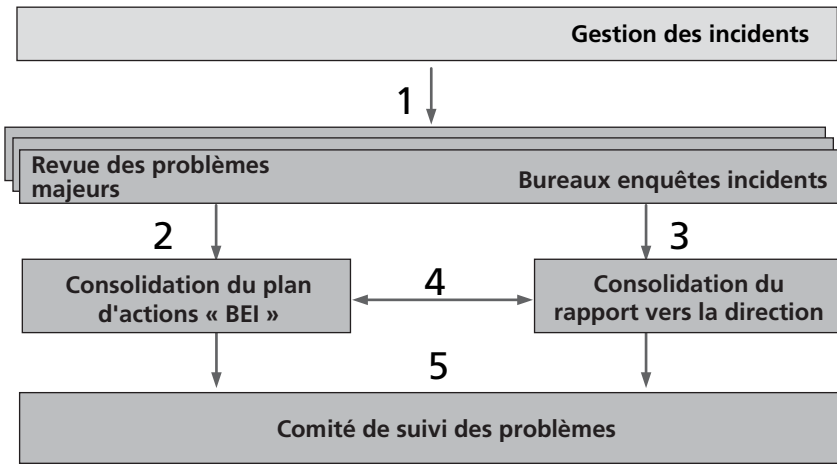 Gestion des incidents
1
Revue des problèmes
majeurs
Bureaux enquêtes incidents
2
3
Consolidation du plan
d'actions « BEI »
4
Consolidation du
rapport vers la direction
5
Comité de suivi des problèmes